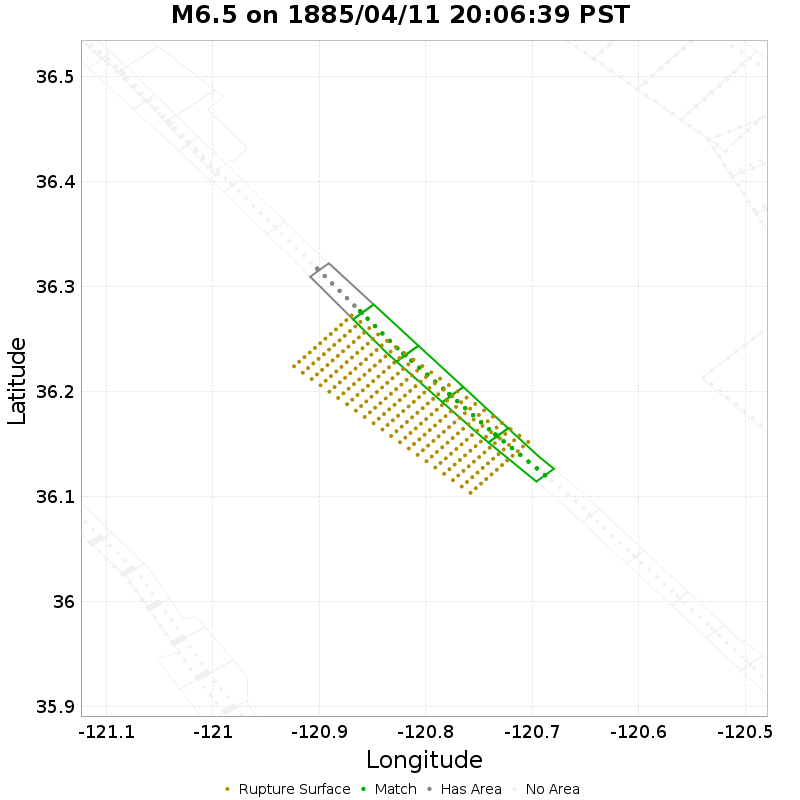 M6.5 on 1885/04/11 20:06:39 PST
36.5
36.4
36.3
36.2
36.1
36
35.9
Latitude
-121.1 -121 -120.9 -120.8 -120.7 -120.6 -120.5
Longitude
Rupture Surface Match Has Area No Area